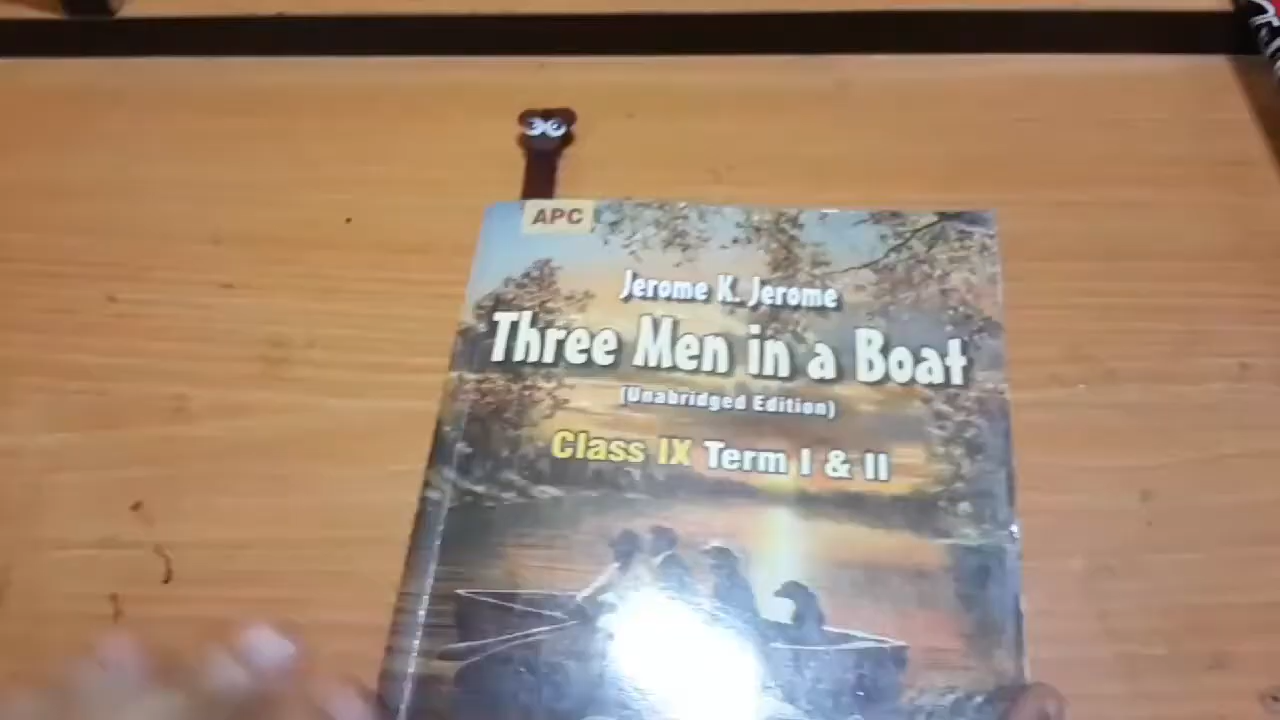 APC
Jerome K. Jerome
Three Men in a Boat
(Unabridged Edition)
Class IX Term I & II